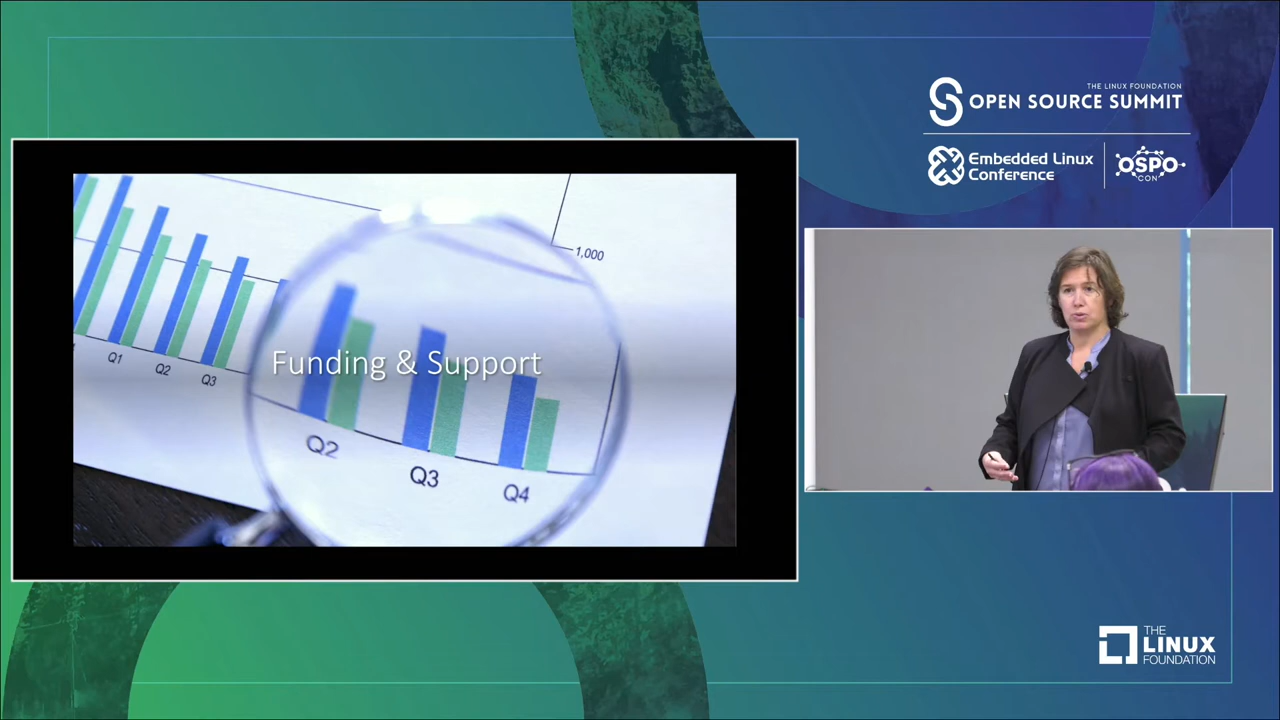 THE LINUX FOUNDATION
OPEN SOURCE SUMMIT
Embedded Linux
Conference
OSPO
CON
1,000
Funding & Support
Q1
Q2
Q3
Q2
Q3
Q4
THE
LINUX
FOUNDATION